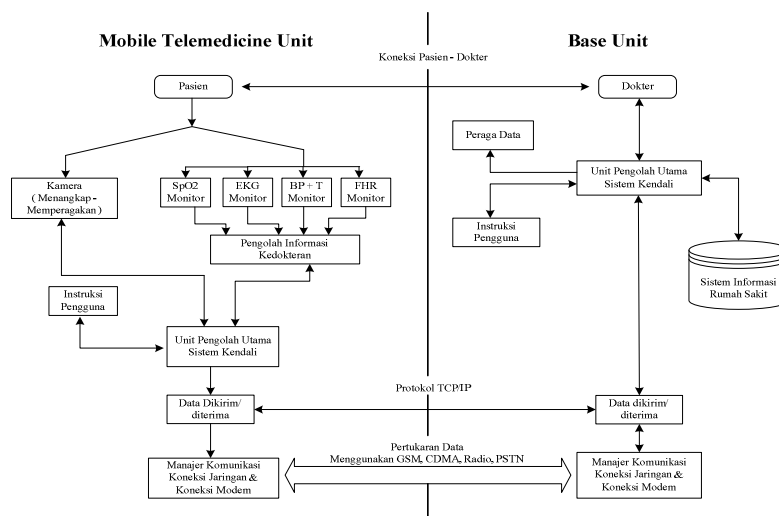 Mobile Telemedicine Unit
Base Unit
Koneksi Pasien - Dokter
Pasien
Dokter
Peraga Data
Kamera
( Menangkap -
Memperagakan)
SpO2
Monitor
EKG
Monitor
BP + T
Monitor
FHR
Monitor
Unit Pengolah Utama
Sistem Kendali
Instruksi
Pengguna
Pengolah Informasi
Kedokteran
Sistem Informasi
Rumah Sakit
Instruksi
Pengguna
Unit Pengolah Utama
Sistem Kendali
Protokol TCP/IP
Data Dikirim/
diterima
Data dikirim/
diterima
Pertukaran Data
Menggunakan GSM, CDMA, Radio, PSTN
Manajer Komunikasi
Koneksi Jaringan &
Koneksi Modem
Manajer Komunikasi
Koneksi Jaringan &
Koneksi Modem